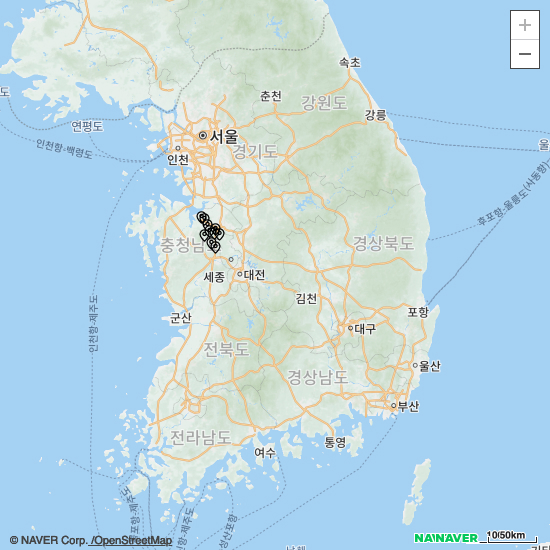 +
−
속초
춘천
강원도
강릉
도
연평도
서울
울
인천항-백령도
인천
경기도
후포항-울릉도(사동항)
충청남
경상북도
세종
대전
인천항-제주도
김천
군산
포항
대구
전북도
울산
경상남도
부산
전라남도
통영
여수
© NAVER Corp. /OpenStreetMap
NAVER
10/50km